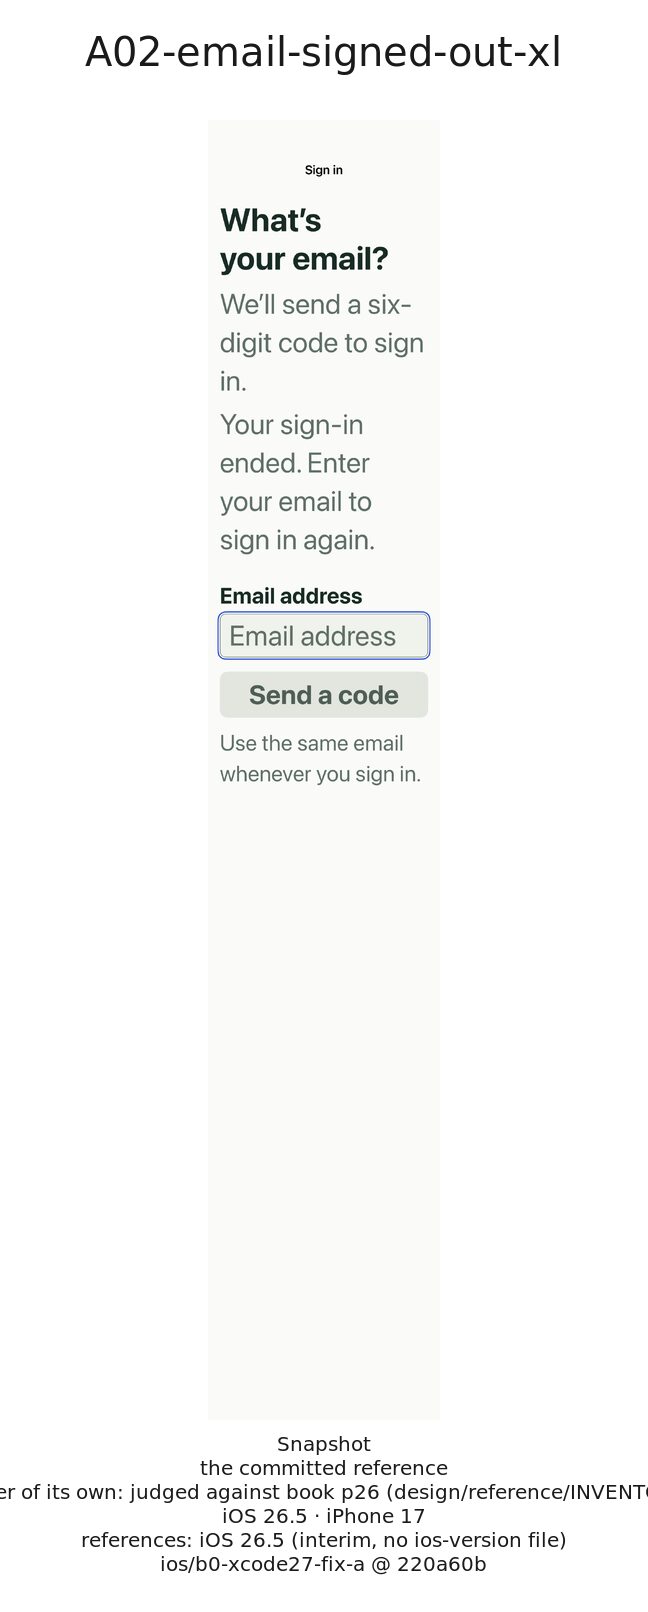 A02-email-signed-out-xl
Sign in
What’s
your email?
We’ll send a six-
digit code to sign
in.
Your sign-in
ended. Enter
your email to
sign in again.
Email address
Email address
Send a code
Use the same email
whenever you sign in.
Snapshot
the committed reference
of its own: judged against book p26 (design/reference/
iOS 26.5 · iPhone 17
references: iOS 26.5 (interim, no ios-version file)
ios/b0-xcode27-fix-a @ 220a60b